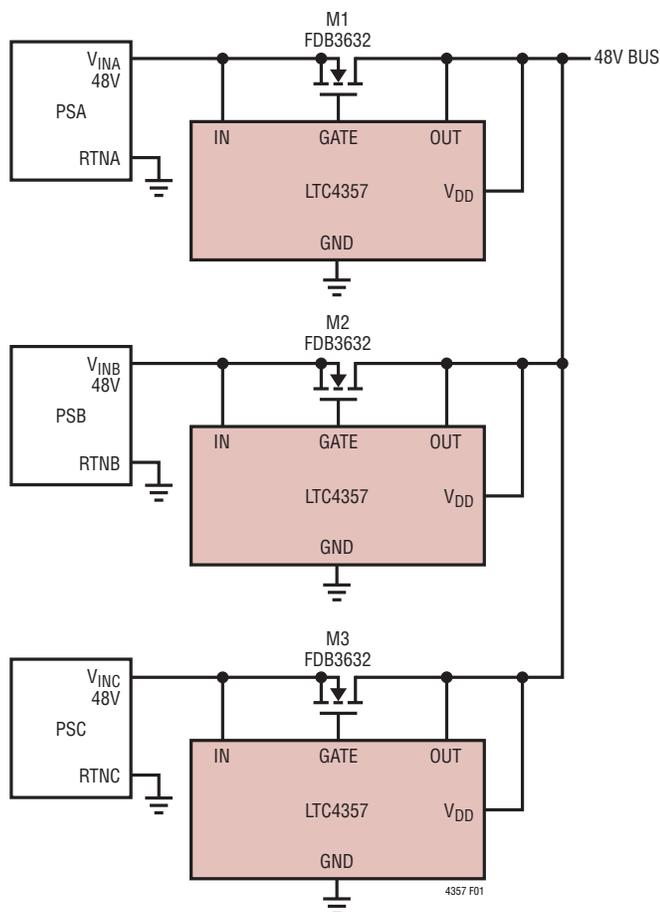 M1
FDB3632
VINA
48V
PSA
RTNA
48V BUS
IN
GATE
OUT
LTC4357
VDD
GND
M2
FDB3632
VINB
48V
PSB
RTNB
IN
GATE
OUT
LTC4357
VDD
GND
M3
FDB3632
VINC
48V
PSC
RTNC
IN
GATE
OUT
LTC4357
VDD
GND
4357 F01